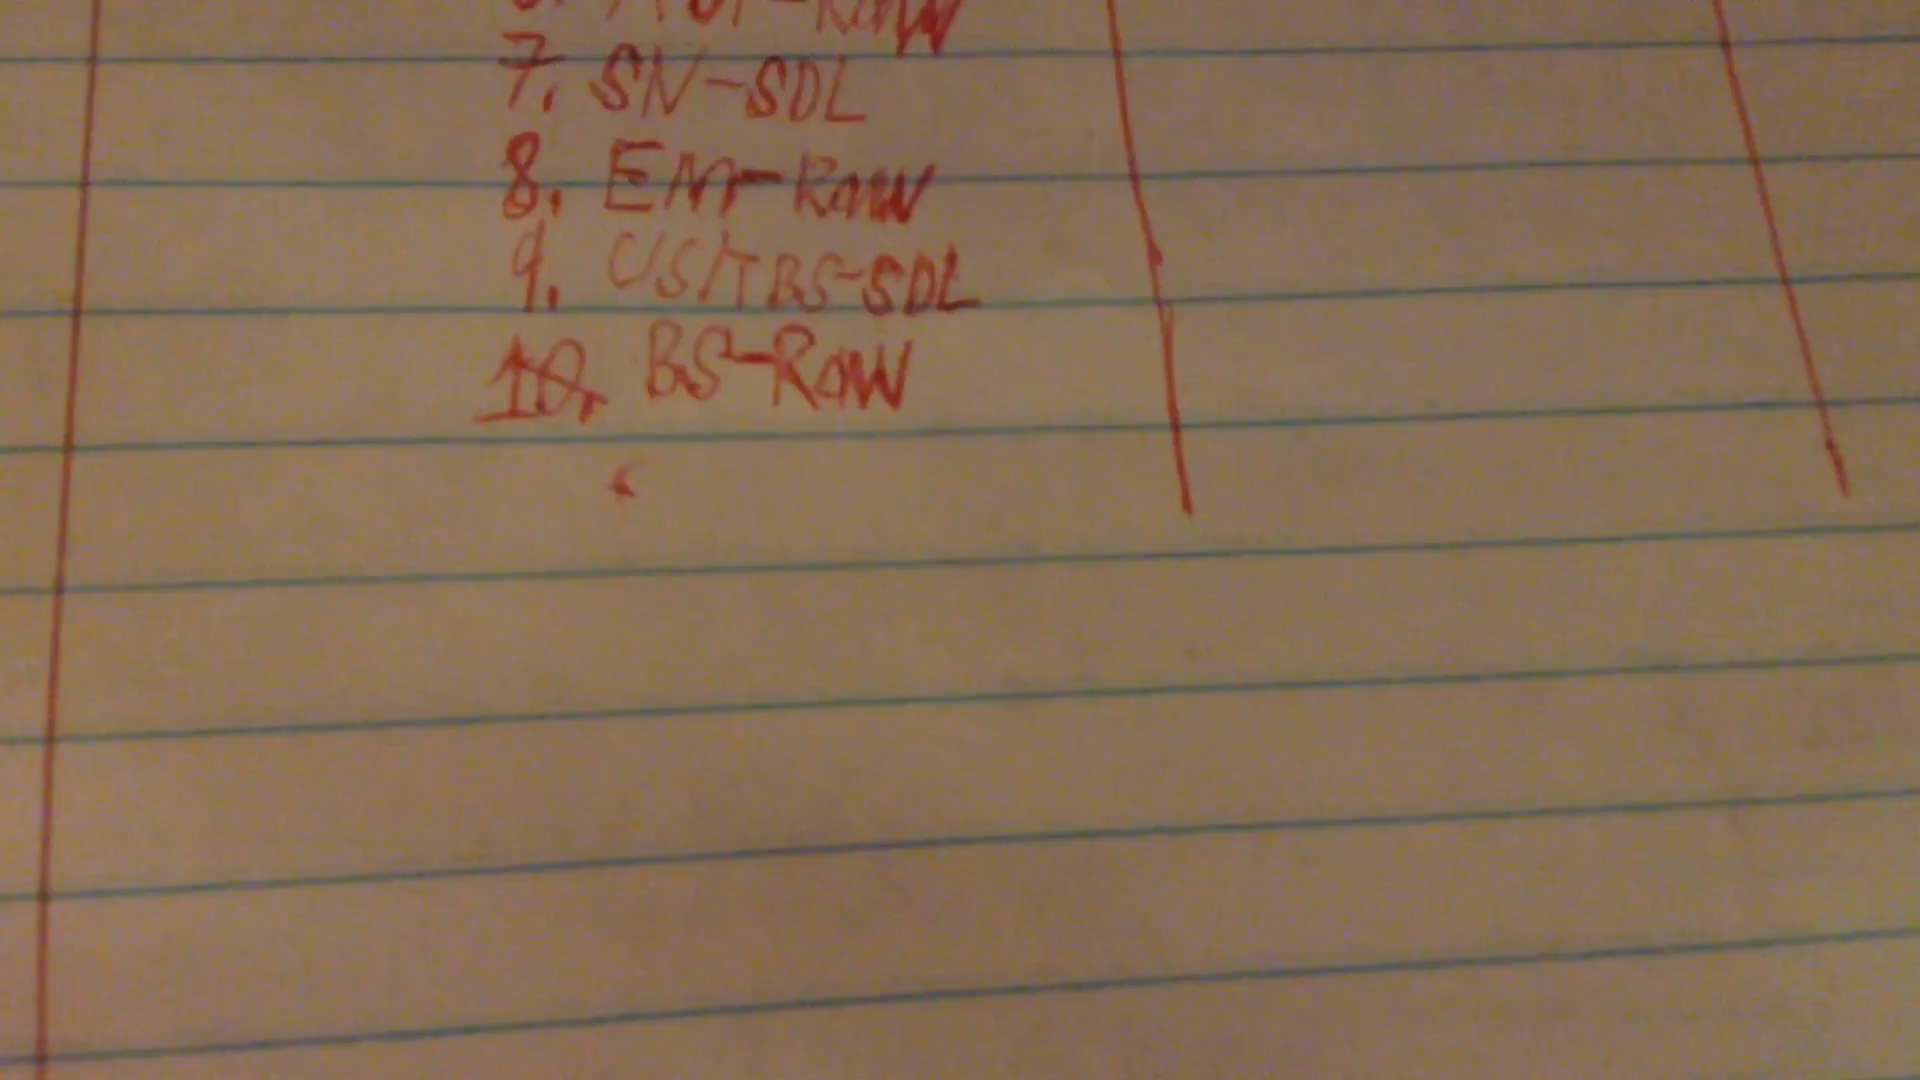 7. SN-SDL
8. EM-RAW
9. US/TBS-SDL
10. BS-RAW